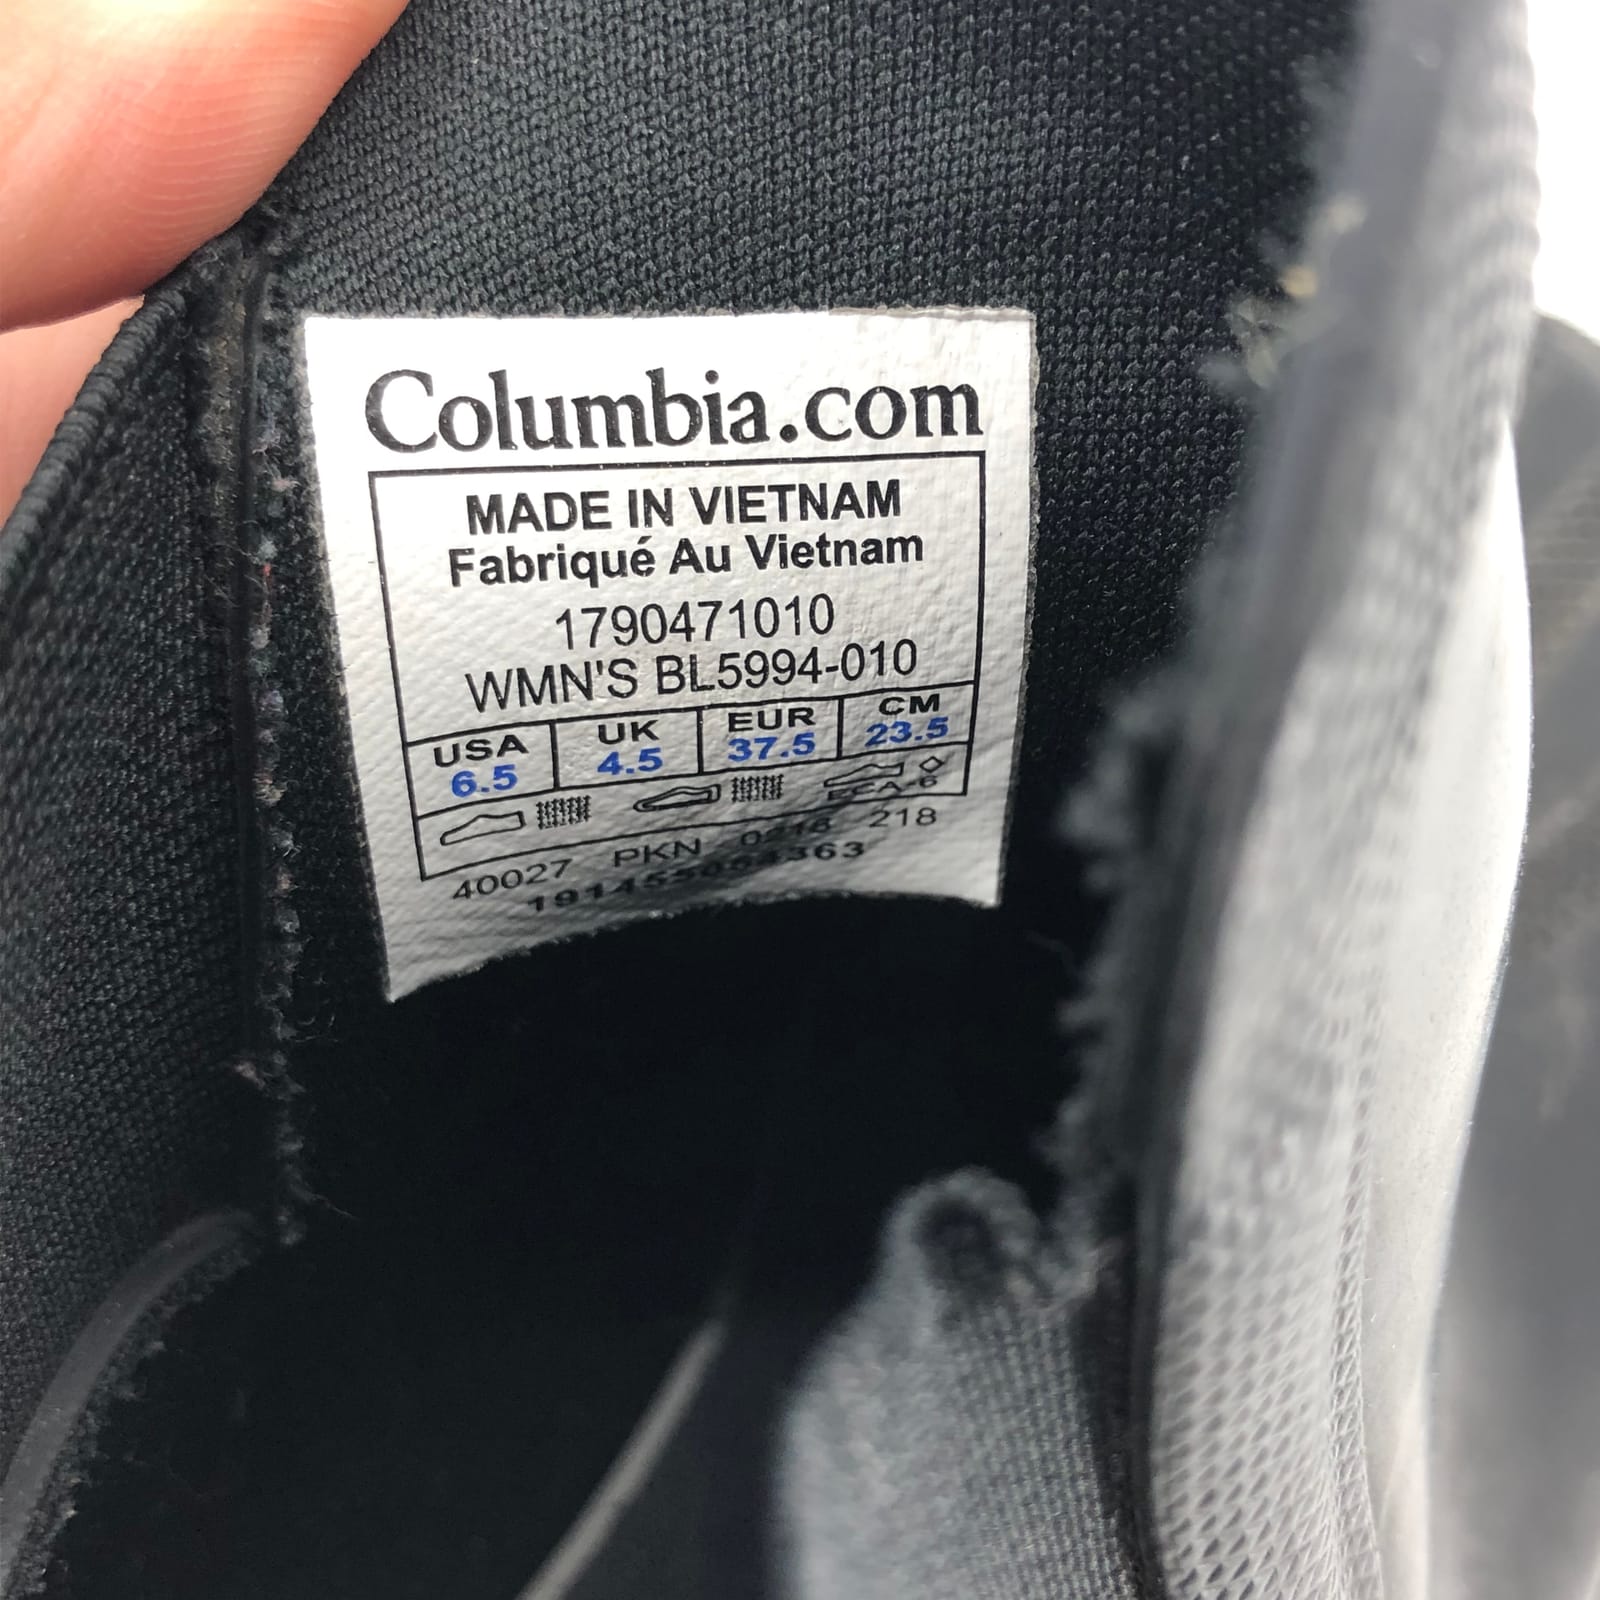 Columbia.com
MADE IN VIETNAM
Fabriqué Au Vietnam
1790471010
WMN'S BL5994-010
USA UK EUR CM
6.5 4.5 37.5 23.5
40027 PKN 218